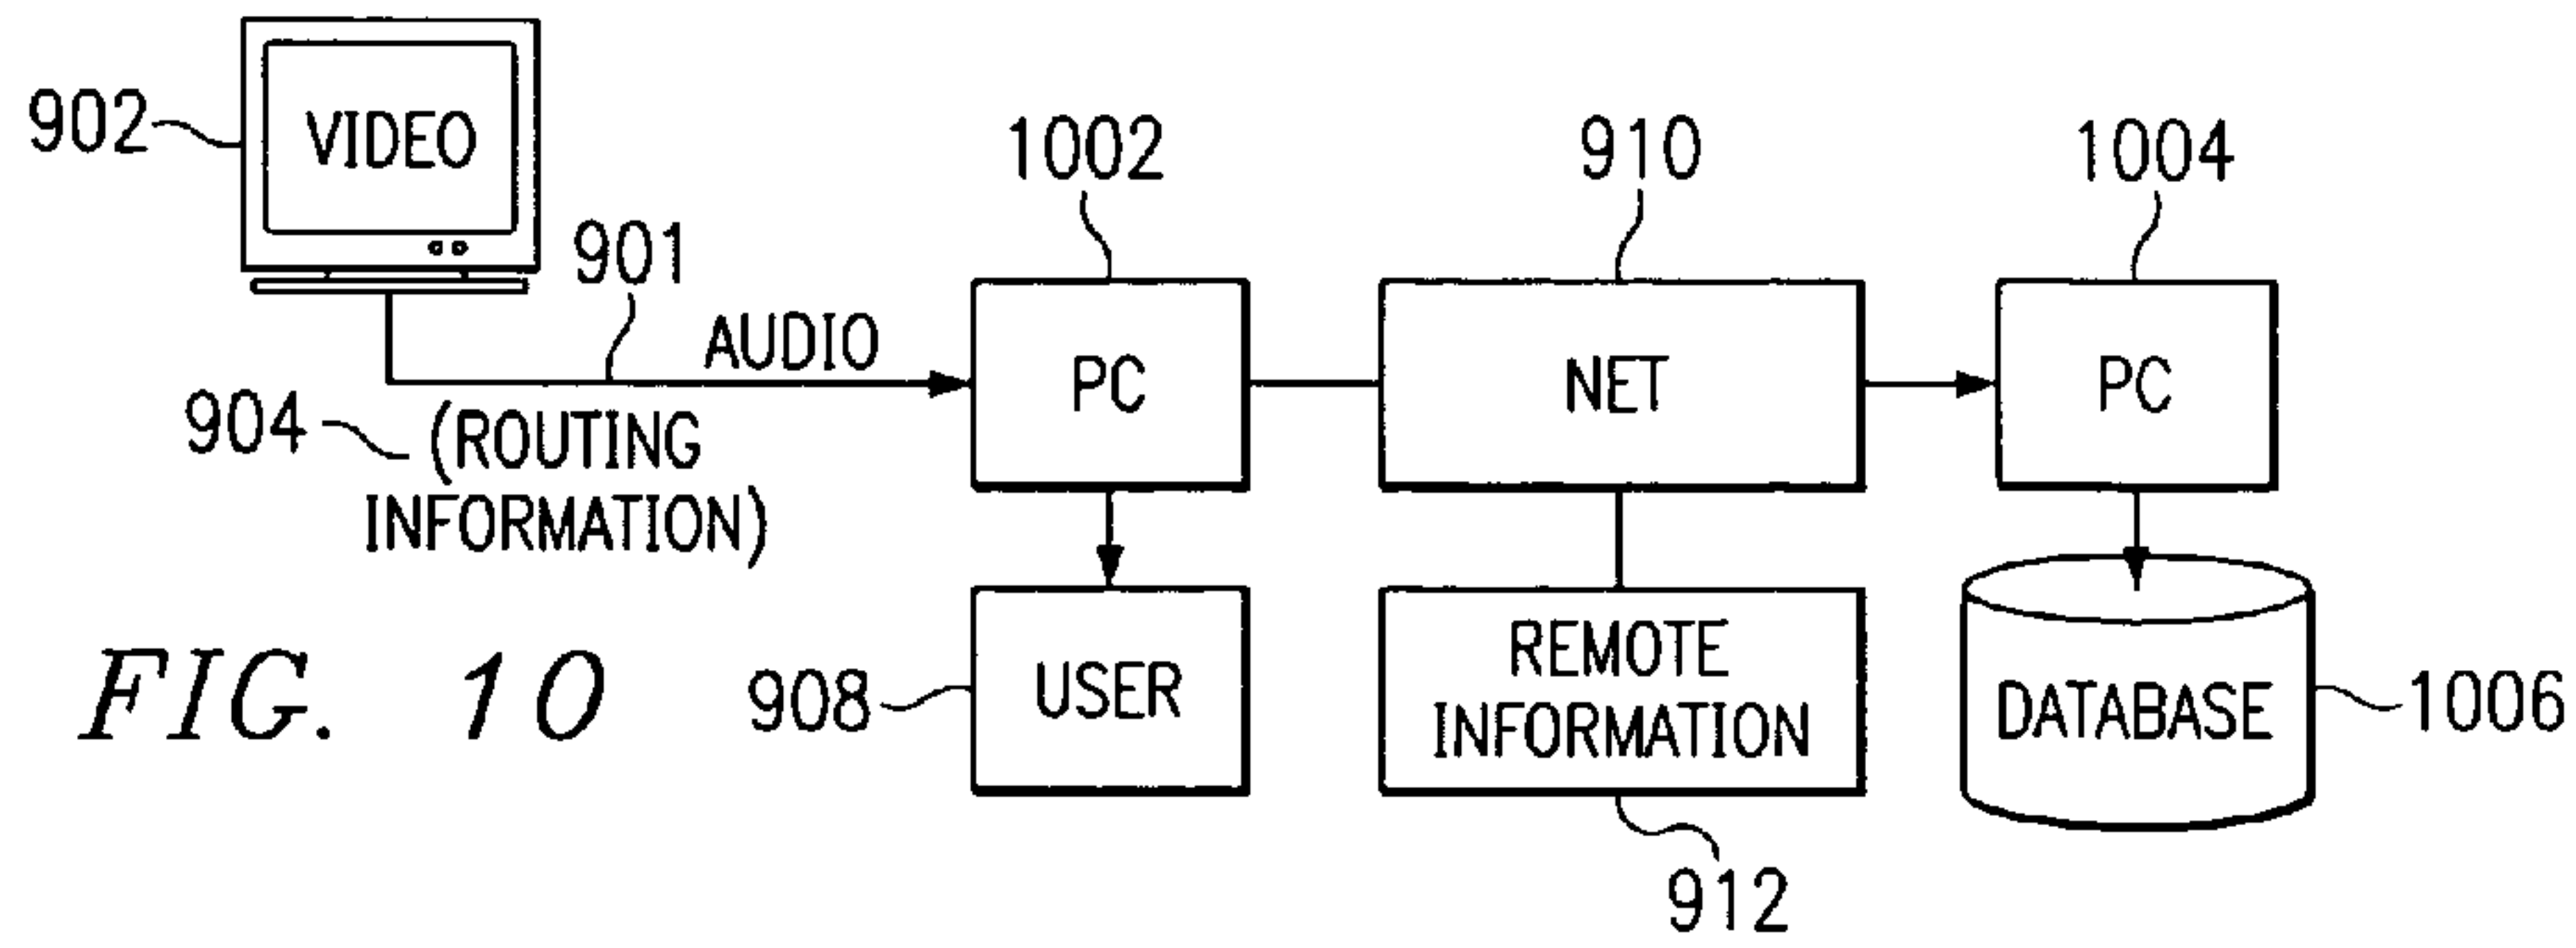 902
VIDEO
901
AUDIO
904
(ROUTING
INFORMATION)
1002
PC
910
NET
1004
PC
908
USER
REMOTE
INFORMATION
912
DATABASE
1006
FIG. 10